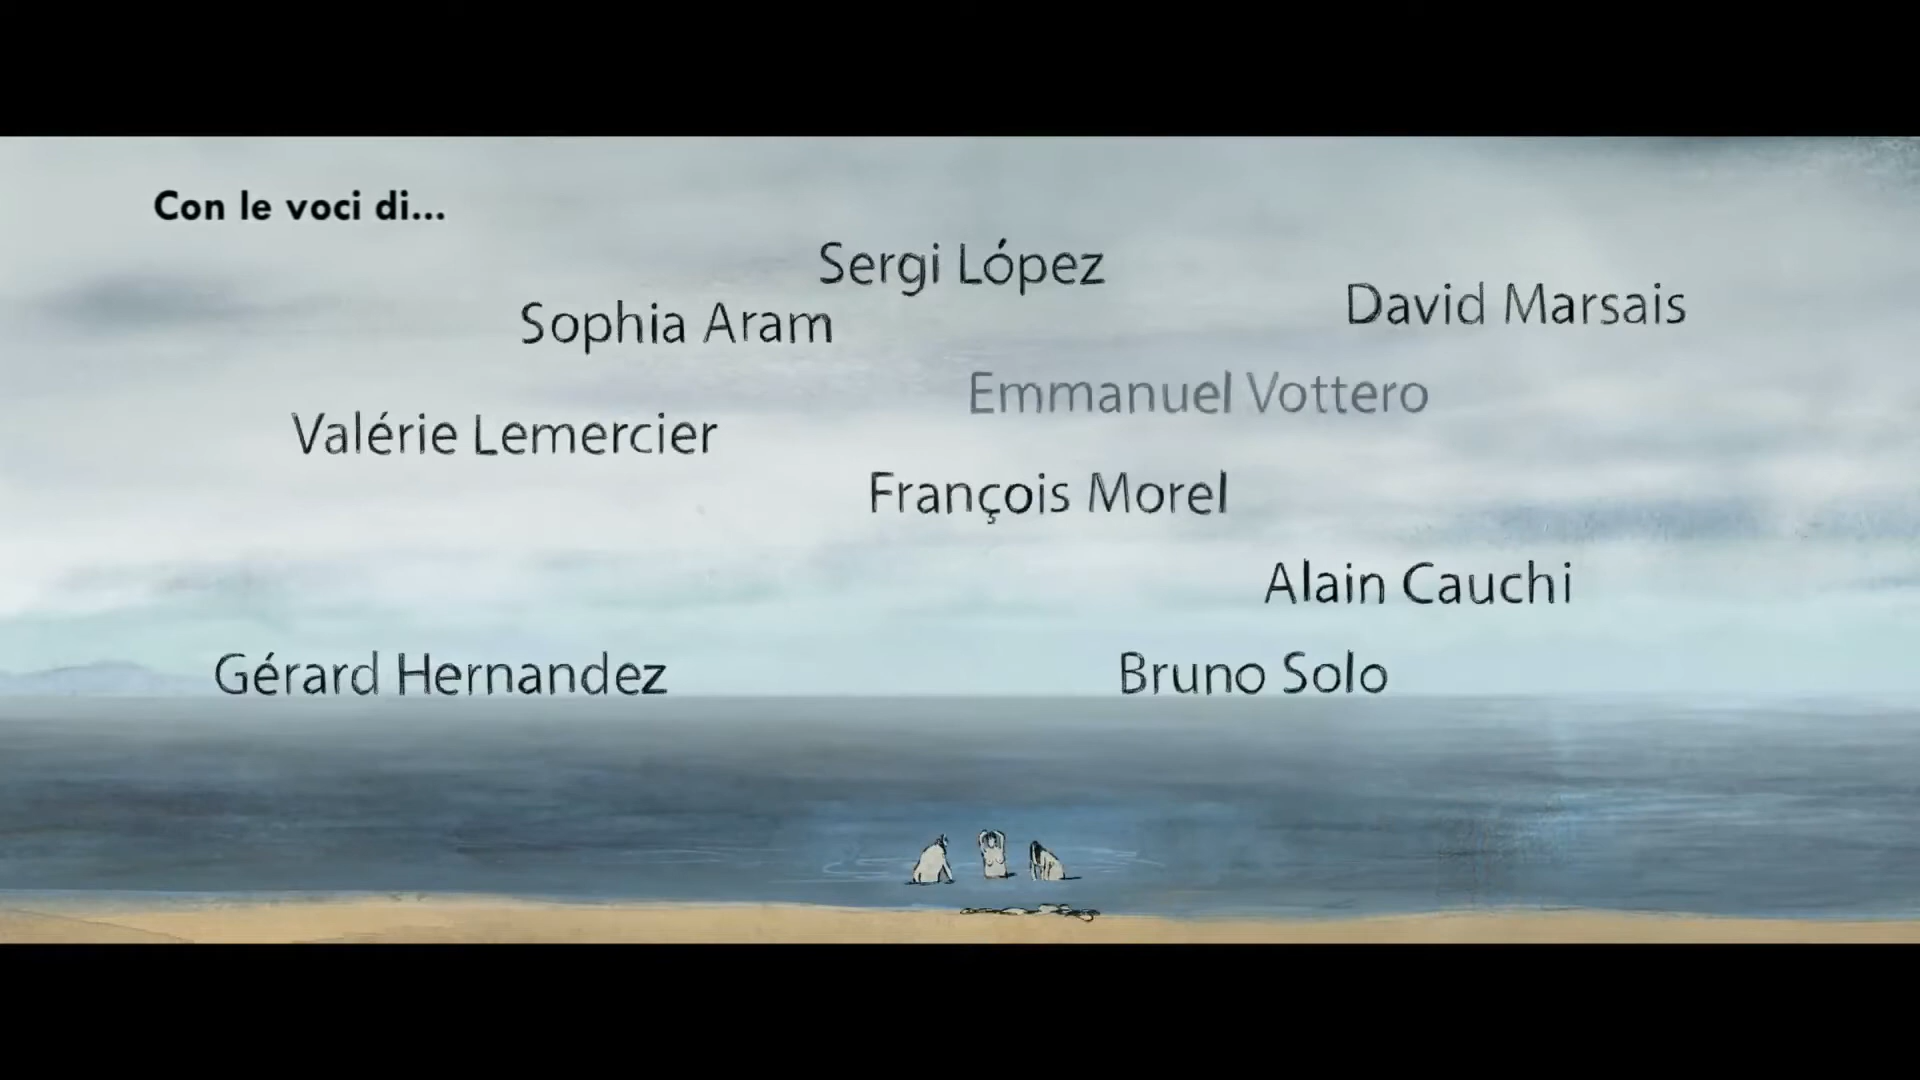 Con le voci di...
Sergi López
David Marsais
Sophia Aram
Emmanuel Vottero
Valérie Lemercier
François Morel
Alain Cauchi
Gérard Hernandez
Bruno Solo